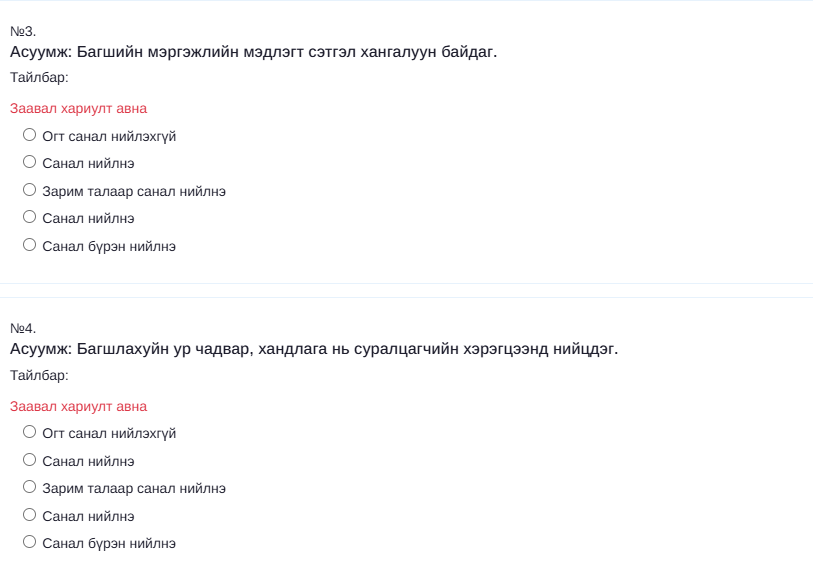 №3.
Асуумж: Багшийн мэргэжлийн мэдлэгт сэтгэл хангалуун байдаг.
Тайлбар:
Заавал хариулт авна
Огт санал нийлэхгүй
Санал нийлнэ
Зарим талаар санал нийлнэ
Санал нийлнэ
Санал бүрэн нийлнэ
№4.
Асуумж: Багшлахуйн ур чадвар, хандлага нь суралцагчийн хэрэгцээнд нийцдэг.
Тайлбар:
Заавал хариулт авна
Огт санал нийлэхгүй
Санал нийлнэ
Зарим талаар санал нийлнэ
Санал нийлнэ
Санал бүрэн нийлнэ